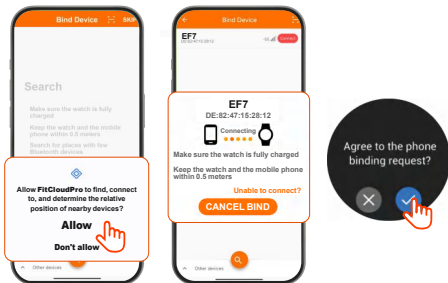 Bind Device SKIP
Search
Make sure the watch is fully
charged
Keep the watch and the mobile
phone within 0.5 meters
Search for places with few
Bluetooth devices
Allow FitCloudPro to find, connect
to, and determine the relative
position of nearby devices?
Allow
Don't allow
Other devices
Bind Device
EF7
DE:82:47:15:28:12
Connect
EF7
DE:82:47:15:28:12
Connecting
Make sure the watch is fully charged
Keep the watch and the mobile phone
within 0.5 meters
Unable to connect?
CANCEL BIND
Other devices
Agree to the phone
binding request?